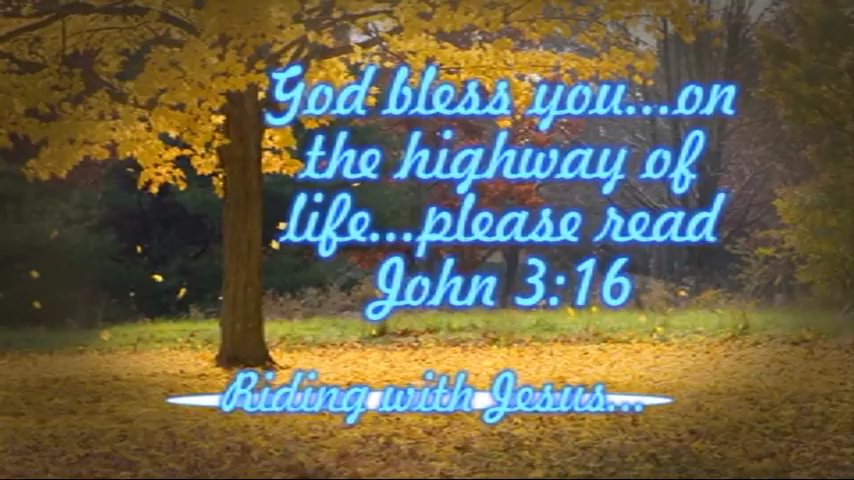 God bless you...on
the highway of
life...please read
John 3:16
Riding with Jesus...